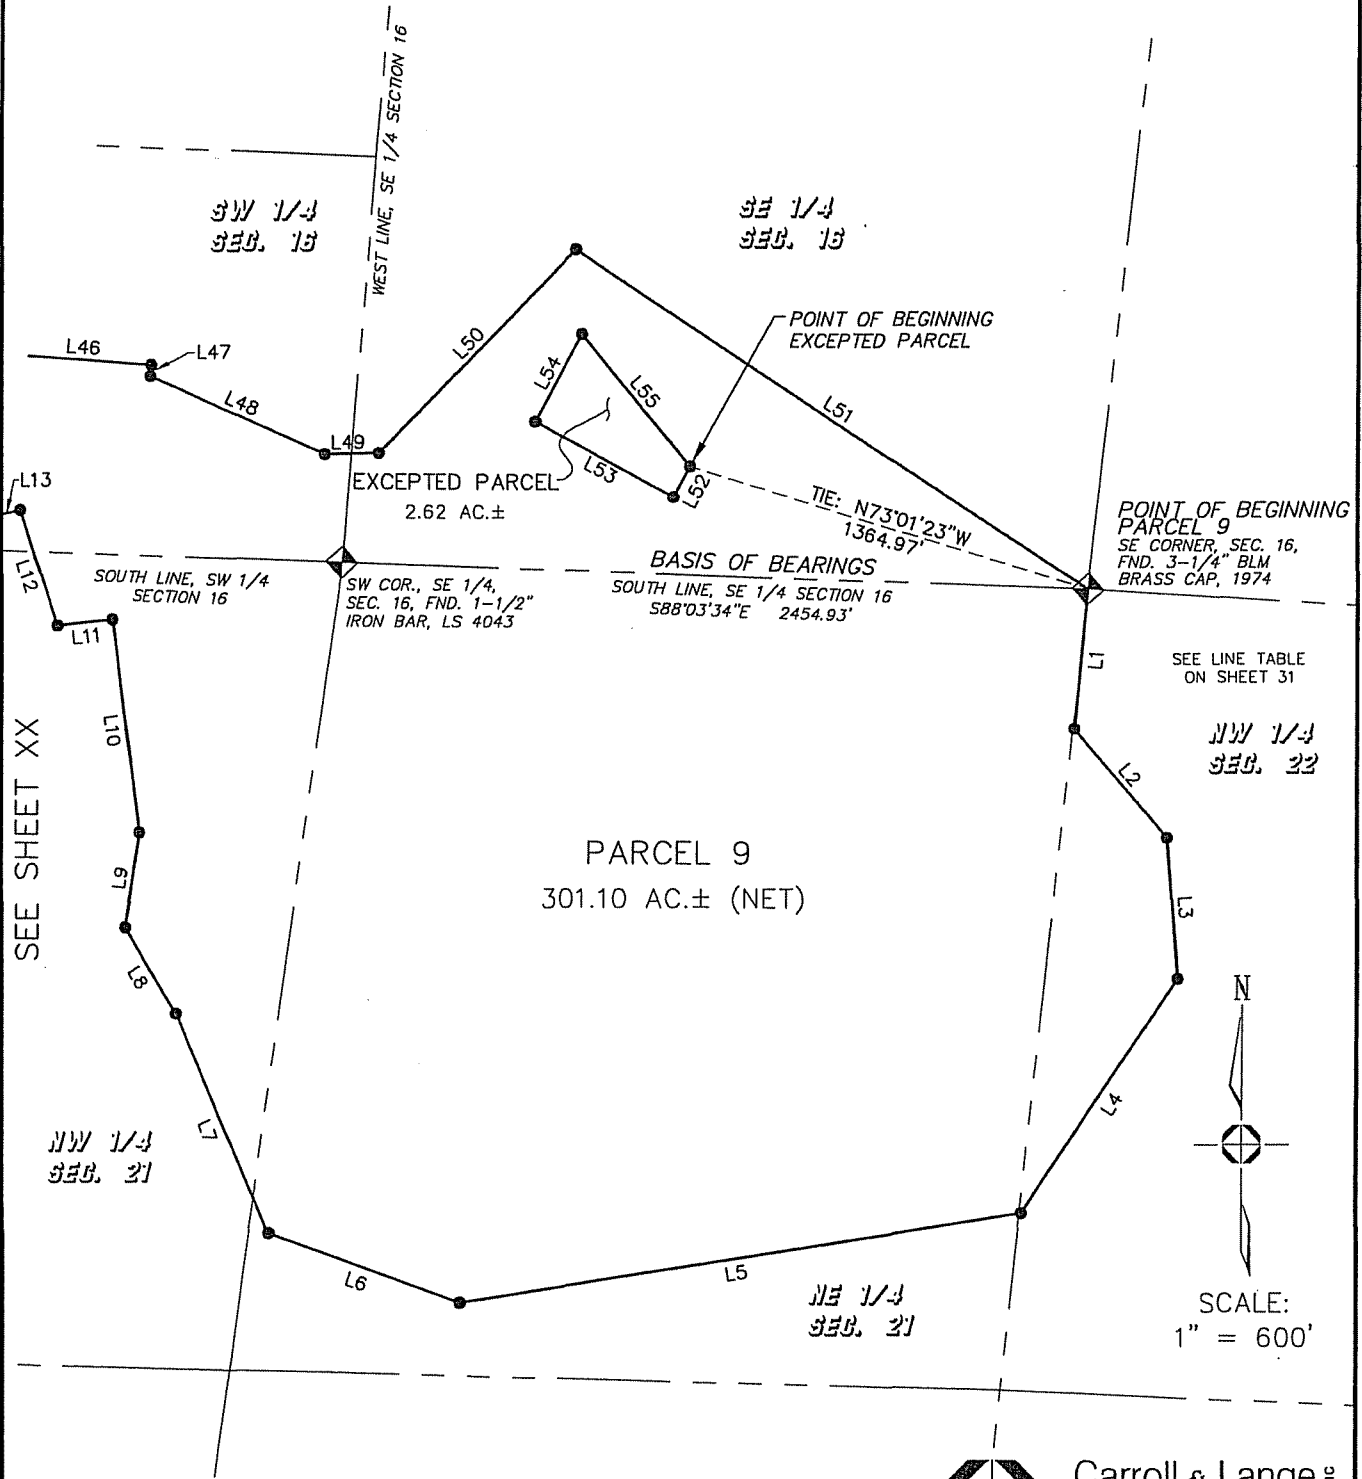 WEST LINE, SE 1/4 SECTION 16
SW 1/4
SEC. 16
SE 1/4
SEC. 16
POINT OF BEGINNING
EXCEPTED PARCEL
L46
L47
L48
L49
L50
L51
L54
L55
L53
L52
EXCEPTED PARCEL
2.62 AC.±
L13
L12
L11
TIE: N73°01'23"W
1364.97'
POINT OF BEGINNING
PARCEL 9
SE CORNER, SEC. 16,
FND. 3-1/4" BLM
BRASS CAP, 1974
BASIS OF BEARINGS
SOUTH LINE, SE 1/4 SECTION 16
S88°03'34"E 2454.93'
SOUTH LINE, SW 1/4
SECTION 16
SW COR., SE 1/4,
SEC. 16, FND. 1-1/2"
IRON BAR, LS 4043
L1
SEE LINE TABLE
ON SHEET 31
NW 1/4
SEC. 22
L2
L3
L10
L9
L8
SEE SHEET XX
PARCEL 9
301.10 AC.± (NET)
N
L4
L7
NW 1/4
SEC. 21
L6
L5
NE 1/4
SEC. 21
SCALE:
1" = 600'
Carroll & Lange